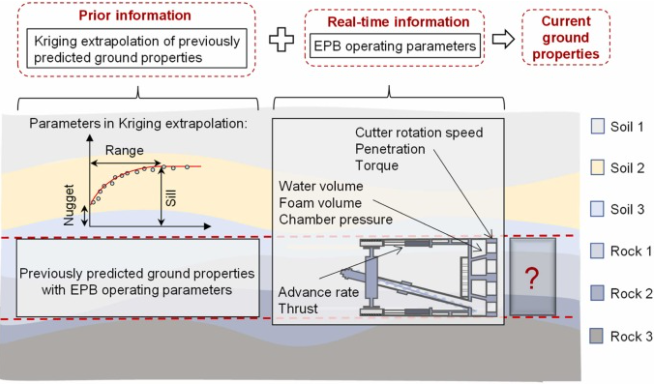 Prior information
Kriging extrapolation of previously
predicted ground properties
Real-time information
EPB operating parameters
Current
ground
properties
Parameters in Kriging extrapolation:
Range
Nugget
Sill
Cutter rotation speed
Penetration
Torque
Water volume
Foam volume
Chamber pressure
Previously predicted ground properties
with EPB operating parameters
Advance rate
Thrust
?
Soil 1
Soil 2
Soil 3
Rock 1
Rock 2
Rock 3